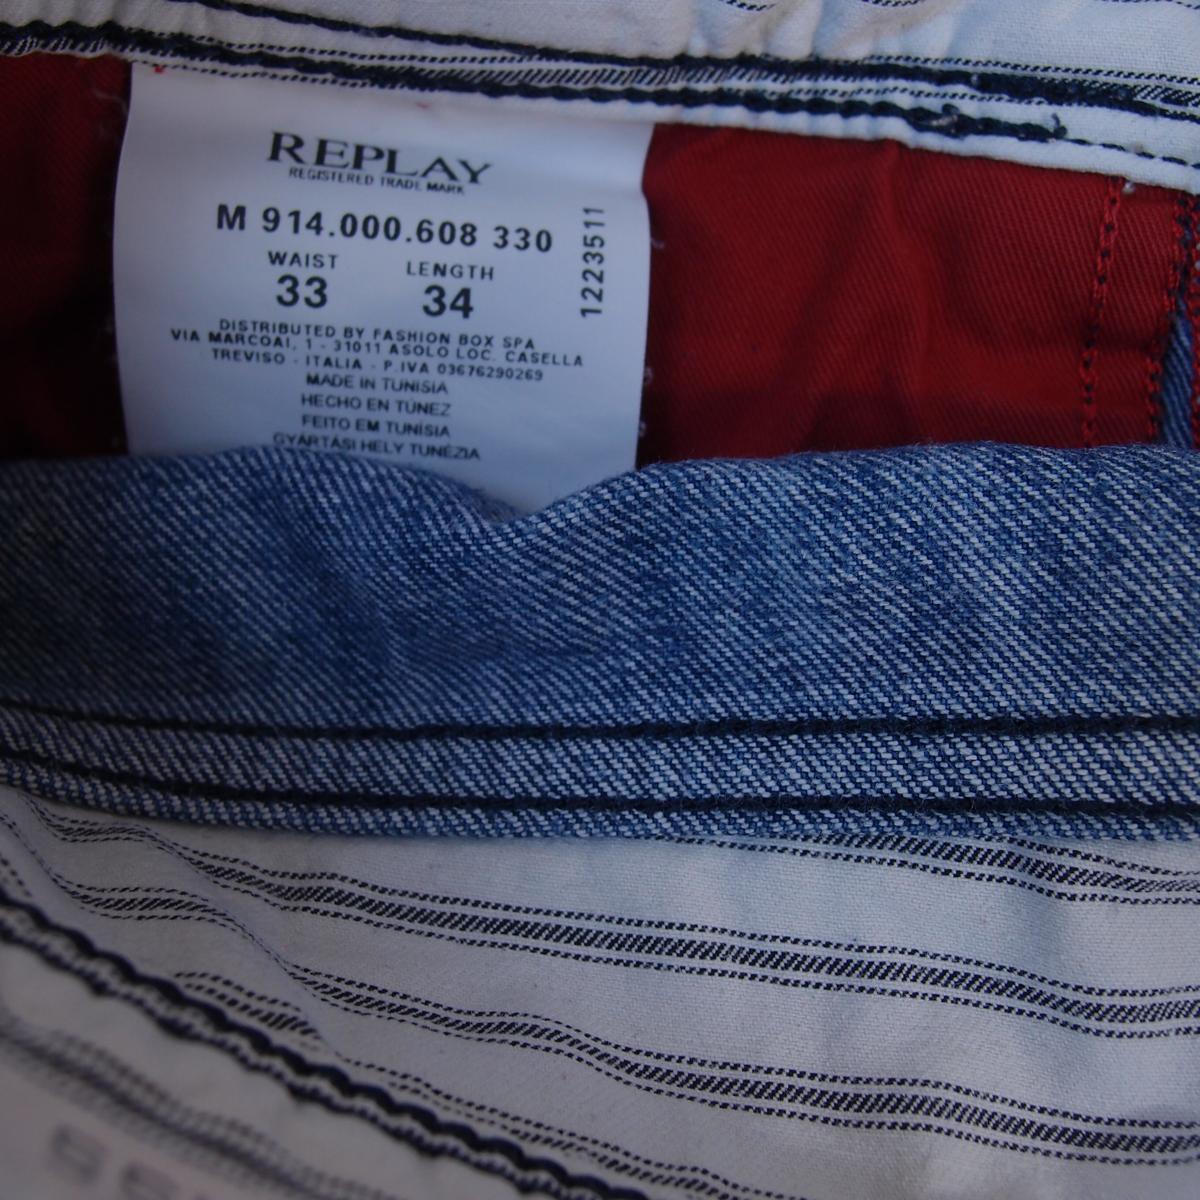 REPLAY
REGISTERED TRADE MARK
M 914.000.608 330
WAIST LENGTH
33 34
1223511
DISTRIBUTED BY FASHION BOX SPA
VIA MARCOAI, 1 - 31011 ASOLO LOC. CASELLA
TREVISO - ITALIA - P.IVA 03676290269
MADE IN TUNISIA
HECHO EN TÚNEZ
FEITO EM TUNÍSIA
GYÁRTÁSI HELY TUNÉZIA